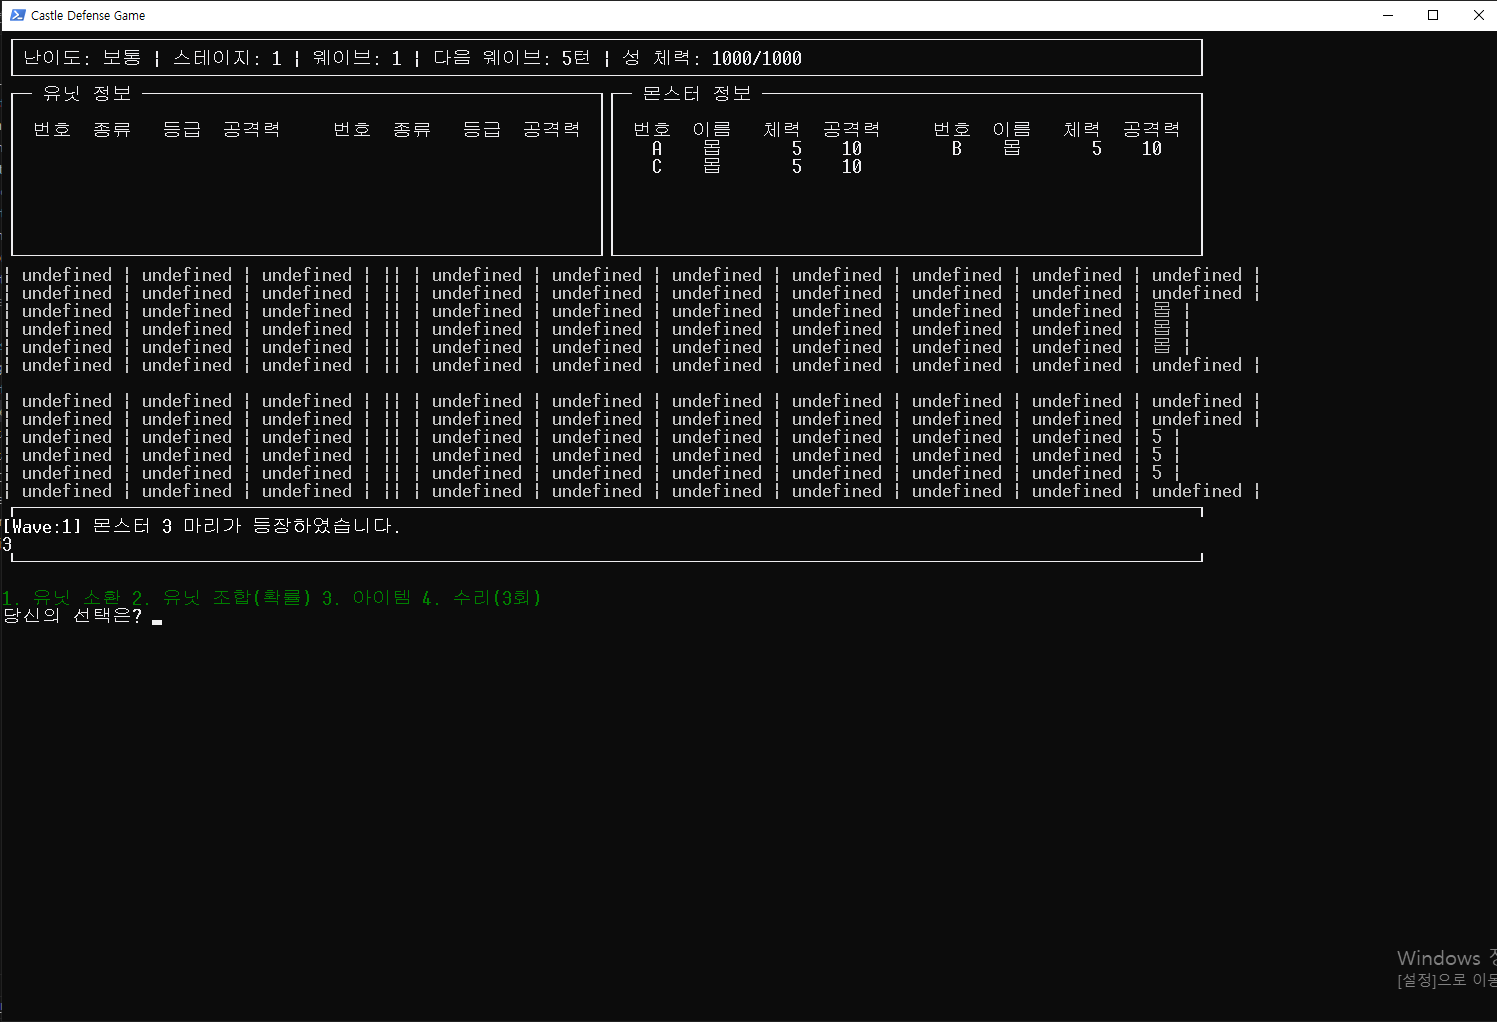 Castle Defense Game
난이도: 보통 | 스테이지: 1 | 웨이브: 1 | 다음 웨이브: 5턴 | 성 체력: 1000/1000
유닛 정보 몬스터 정보
번호 종류 등급 공격력 번호 종류 등급 공격력 번호 이름 체력 공격력 번호 이름 체력 공격력
A 몹 5 10 B 몹 5 10
C 몹 5 10
| undefined | undefined | undefined | || | undefined | undefined | undefined | undefined | undefined | undefined | undefined |
| undefined | undefined | undefined | || | undefined | undefined | undefined | undefined | undefined | undefined | undefined |
| undefined | undefined | undefined | || | undefined | undefined | undefined | undefined | undefined | undefined | 몹 |
| undefined | undefined | undefined | || | undefined | undefined | undefined | undefined | undefined | undefined | 몹 |
| undefined | undefined | undefined | || | undefined | undefined | undefined | undefined | undefined | undefined | 몹 |
| undefined | undefined | undefined | || | undefined | undefined | undefined | undefined | undefined | undefined | undefined |
| undefined | undefined | undefined | || | undefined | undefined | undefined | undefined | undefined | undefined | undefined |
| undefined | undefined | undefined | || | undefined | undefined | undefined | undefined | undefined | undefined | undefined |
| undefined | undefined | undefined | || | undefined | undefined | undefined | undefined | undefined | undefined | 5 |
| undefined | undefined | undefined | || | undefined | undefined | undefined | undefined | undefined | undefined | 5 |
| undefined | undefined | undefined | || | undefined | undefined | undefined | undefined | undefined | undefined | 5 |
| undefined | undefined | undefined | || | undefined | undefined | undefined | undefined | undefined | undefined | undefined |
[Wave:1] 몬스터 3 마리가 등장하였습니다.
3
1. 유닛 소환 2. 유닛 조합(확률) 3. 아이템 4. 수리(3회)
당신의 선택은?
Windows
[설정]으로